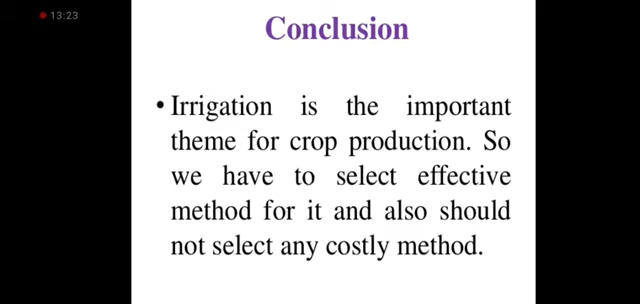 13:23
Conclusion
• Irrigation is the important
theme for crop production. So
we have to select effective
method for it and also should
not select any costly method.